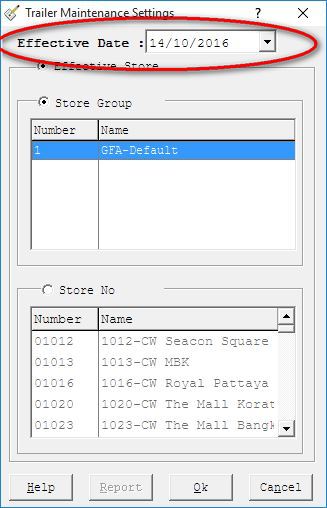 Trailer Maintenance Settings ?
Effective Date : 14/10/2016
Effective Store
Store Group
Number Name
1 GFA-Default
Store No
Number Name
01012 1012-CW Seacon Square
01013 1013-CW MBK
01016 1016-CW Royal Pattaya
01020 1020-CW The Mall Korat
01023 1023-CW The Mall Bangk
Help Report Ok Cancel